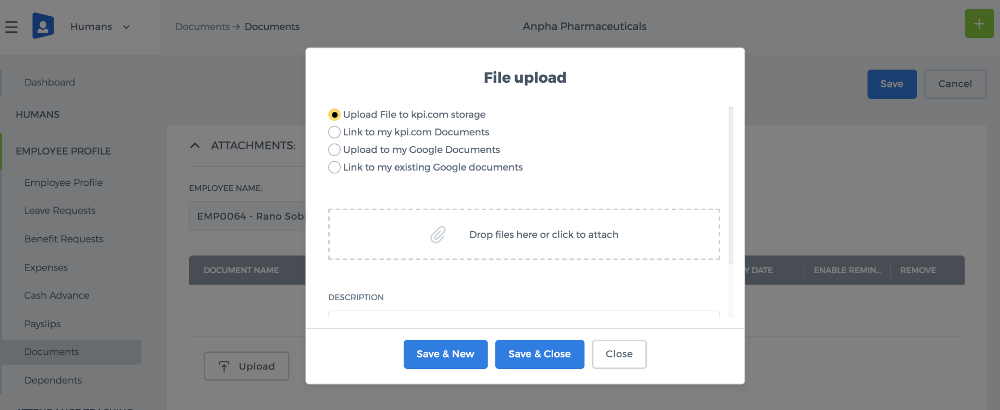 Humans
Documents → Documents
Anpha Pharmaceuticals
+
Save
Cancel
Dashboard
HUMANS
EMPLOYEE PROFILE
Employee Profile
Leave Requests
Benefit Requests
Expenses
Cash Advance
Payslips
Documents
Dependents
ATTACHMENTS:
EMPLOYEE NAME:
EMP0064 - Rano Sobi
DOCUMENT NAME
Y DATE
ENABLE REMIN...
REMOVE
Upload
File upload
Upload File to kpi.com storage
Link to my kpi.com Documents
Upload to my Google Documents
Link to my existing Google documents
Drop files here or click to attach
DESCRIPTION
Save & New
Save & Close
Close